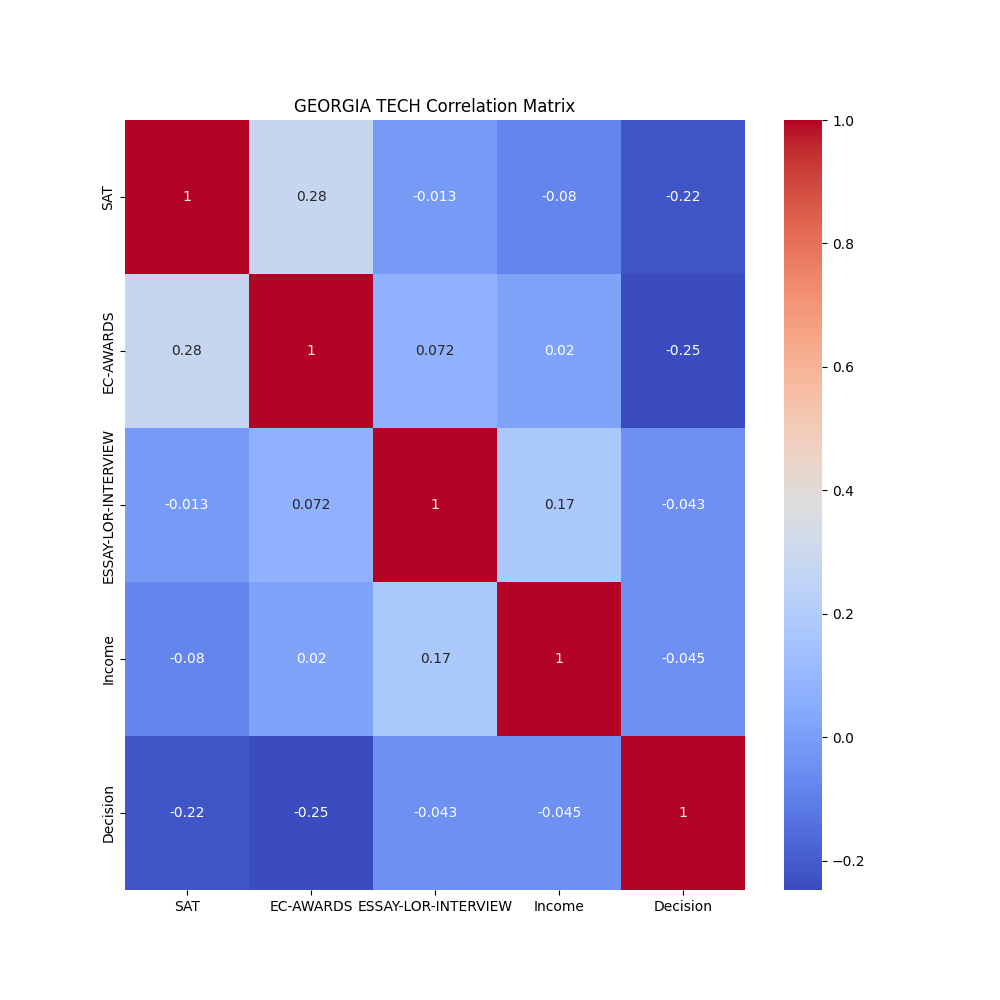 GEORGIA TECH Correlation Matrix
SAT 1 0.28 -0.013 -0.08 -0.22
EC-AWARDS 0.28 1 0.072 0.02 -0.25
ESSAY-LOR-INTERVIEW -0.013 0.072 1 0.17 -0.043
Income -0.08 0.02 0.17 1 -0.045
Decision -0.22 -0.25 -0.043 -0.045 1
SAT EC-AWARDS ESSAY-LOR-INTERVIEW Income Decision
1.0
0.8
0.6
0.4
0.2
0.0
−0.2